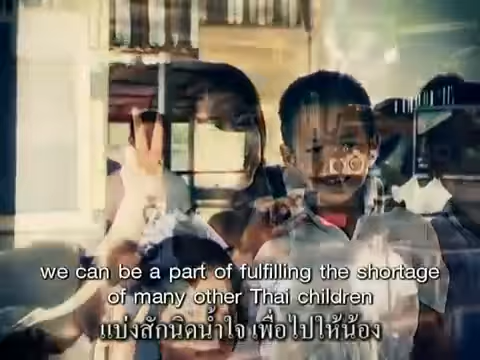 we can be a part of fulfilling the shortage
of many other Thai children
แบ่งสักนิดน้ำใจ เพื่อไปให้น้อง